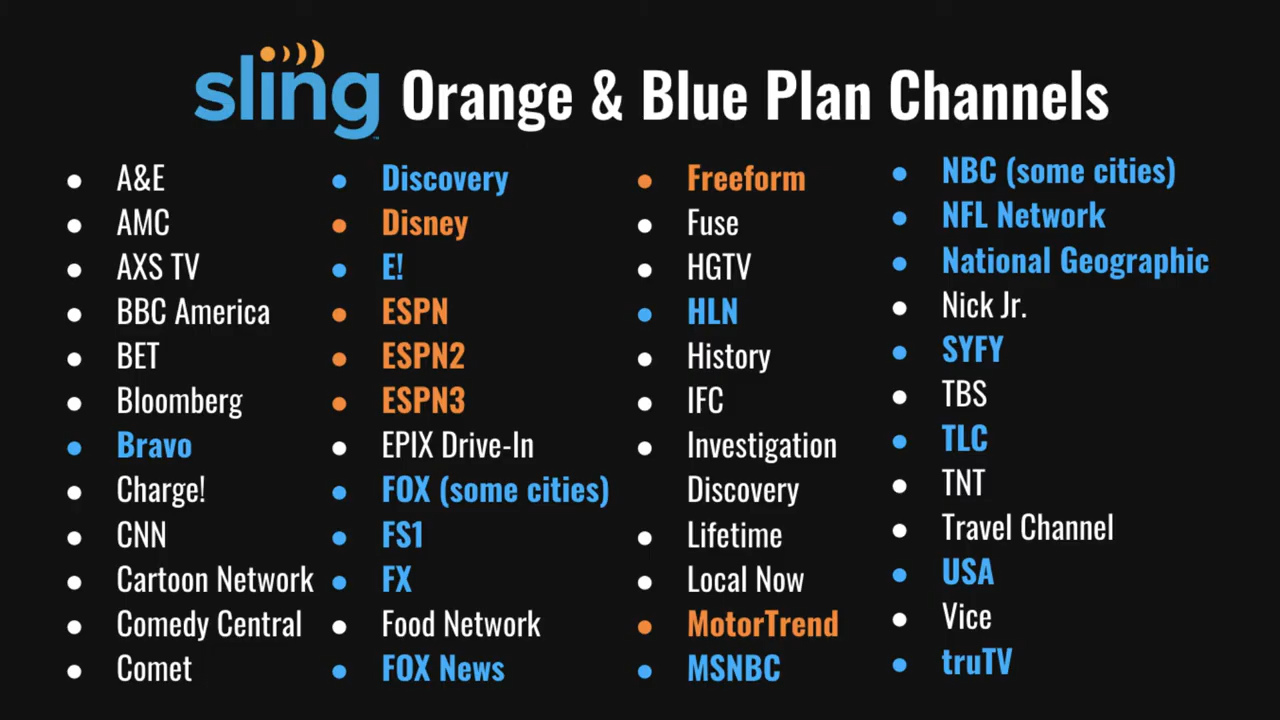 sling Orange & Blue Plan Channels
A&E
AMC
AXS TV
BBC America
BET
Bloomberg
Bravo
Charge!
CNN
Cartoon Network
Comedy Central
Comet
Discovery
Disney
E!
ESPN
ESPN2
ESPN3
EPIX Drive-In
FOX (some cities)
FS1
FX
Food Network
FOX News
Freeform
Fuse
HGTV
HLN
History
IFC
Investigation
Discovery
Lifetime
Local Now
MotorTrend
MSNBC
NBC (some cities)
NFL Network
National Geographic
Nick Jr.
SYFY
TBS
TLC
TNT
Travel Channel
USA
Vice
truTV